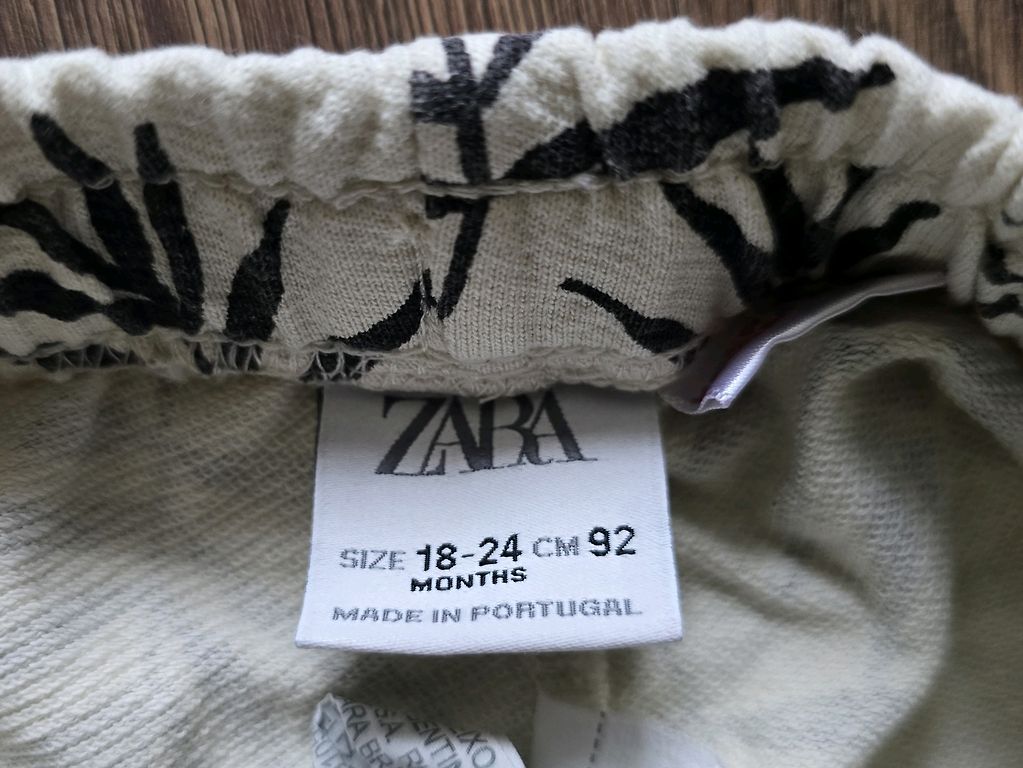 ZARA
SIZE 18-24 CM 92
MONTHS
MADE IN PORTUGAL